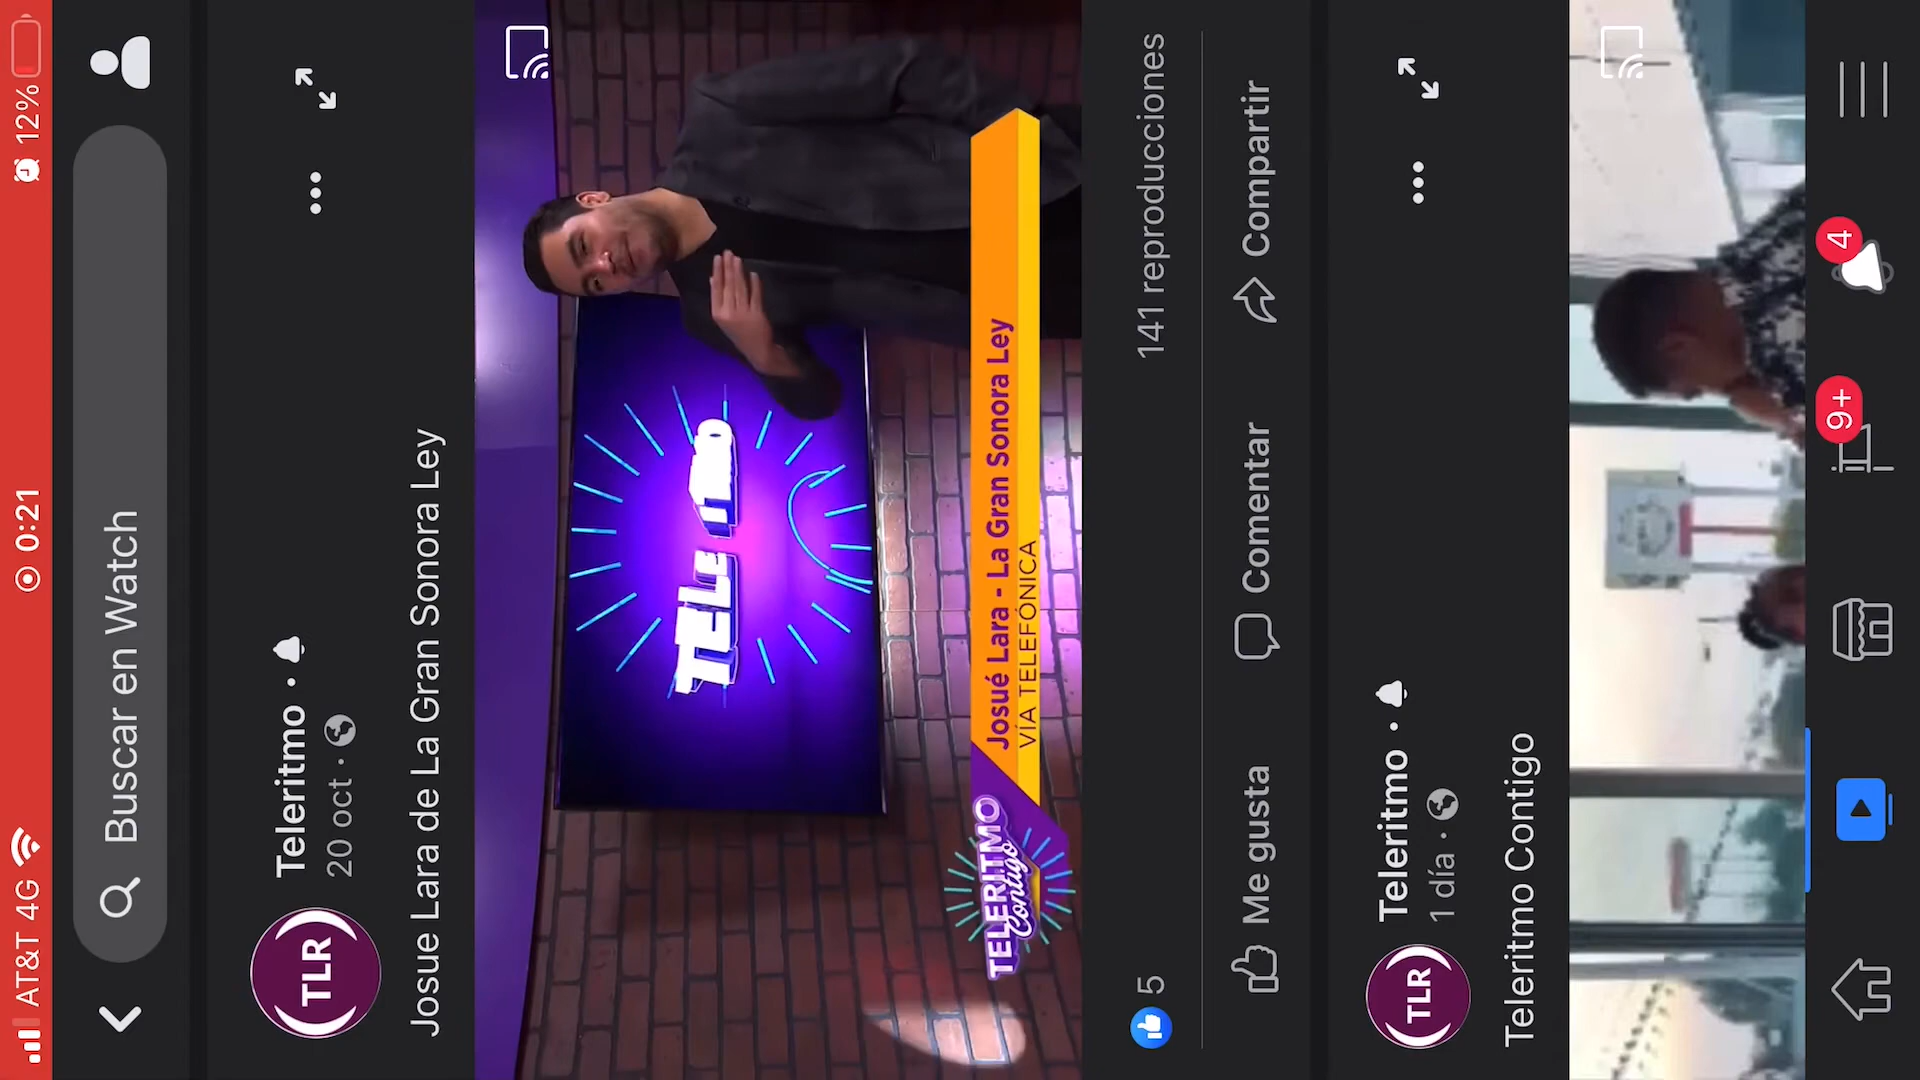 AT&T 4G
0:21
12%
Buscar en Watch
TLR
Teleritmo ·
20 oct ·
Josue Lara de La Gran Sonora Ley
TELERITMO
TELERITMO
Contigo
Josué Lara - La Gran Sonora Ley
VÍA TELEFÓNICA
5
141 reproducciones
Me gusta
Comentar
Compartir
TLR
Teleritmo ·
1 día ·
Teleritmo Contigo
9+
4